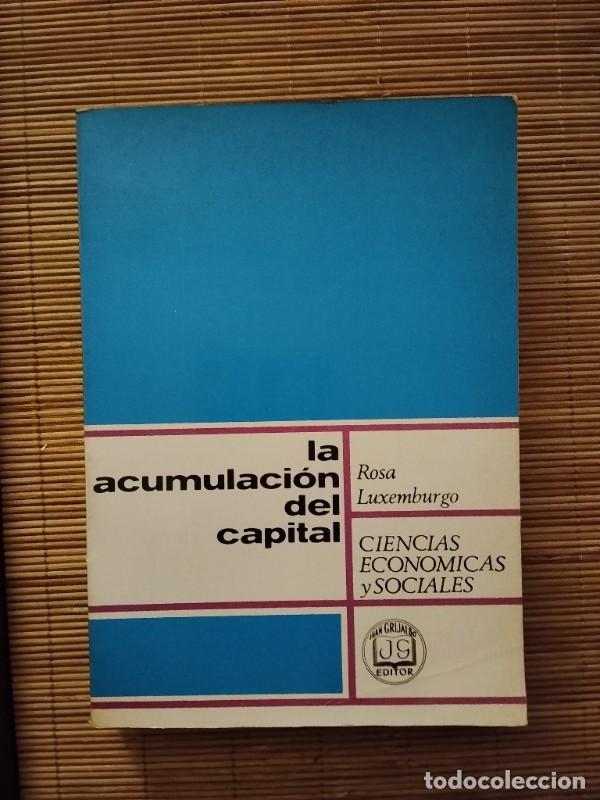 la
acumulación
del
capital
Rosa
Luxemburgo
CIENCIAS
ECONOMICAS
y SOCIALES
JUAN GRIJALBO
JG
EDITOR
todocoleccion